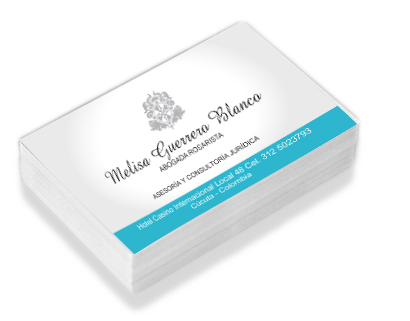 Melisa Guerrero Blanco
ABOGADA ROSARISTA
ASESORÍA Y CONSULTORÍA JURÍDICA
Hotel Casino Internacional Local 48 Cel. 312 5023793
Cúcuta - Colombia